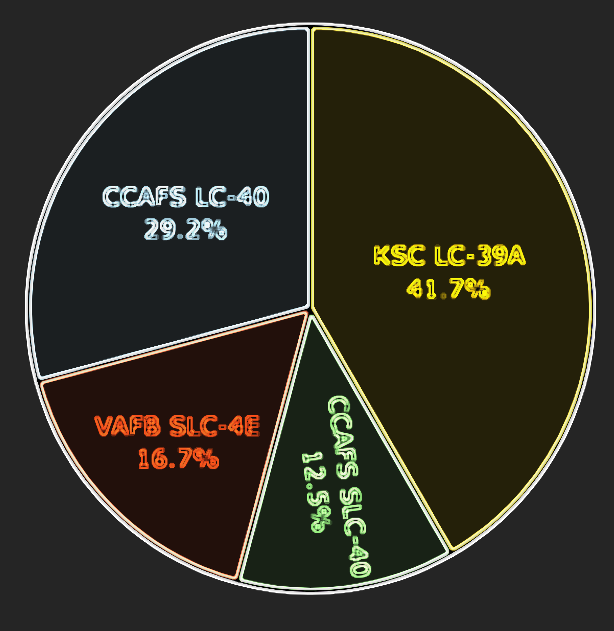 CCAFS LC-40
29.2%
KSC LC-39A
41.7%
VAFB SLC-4E
16.7%
CCAFS SLC-40
12.5%